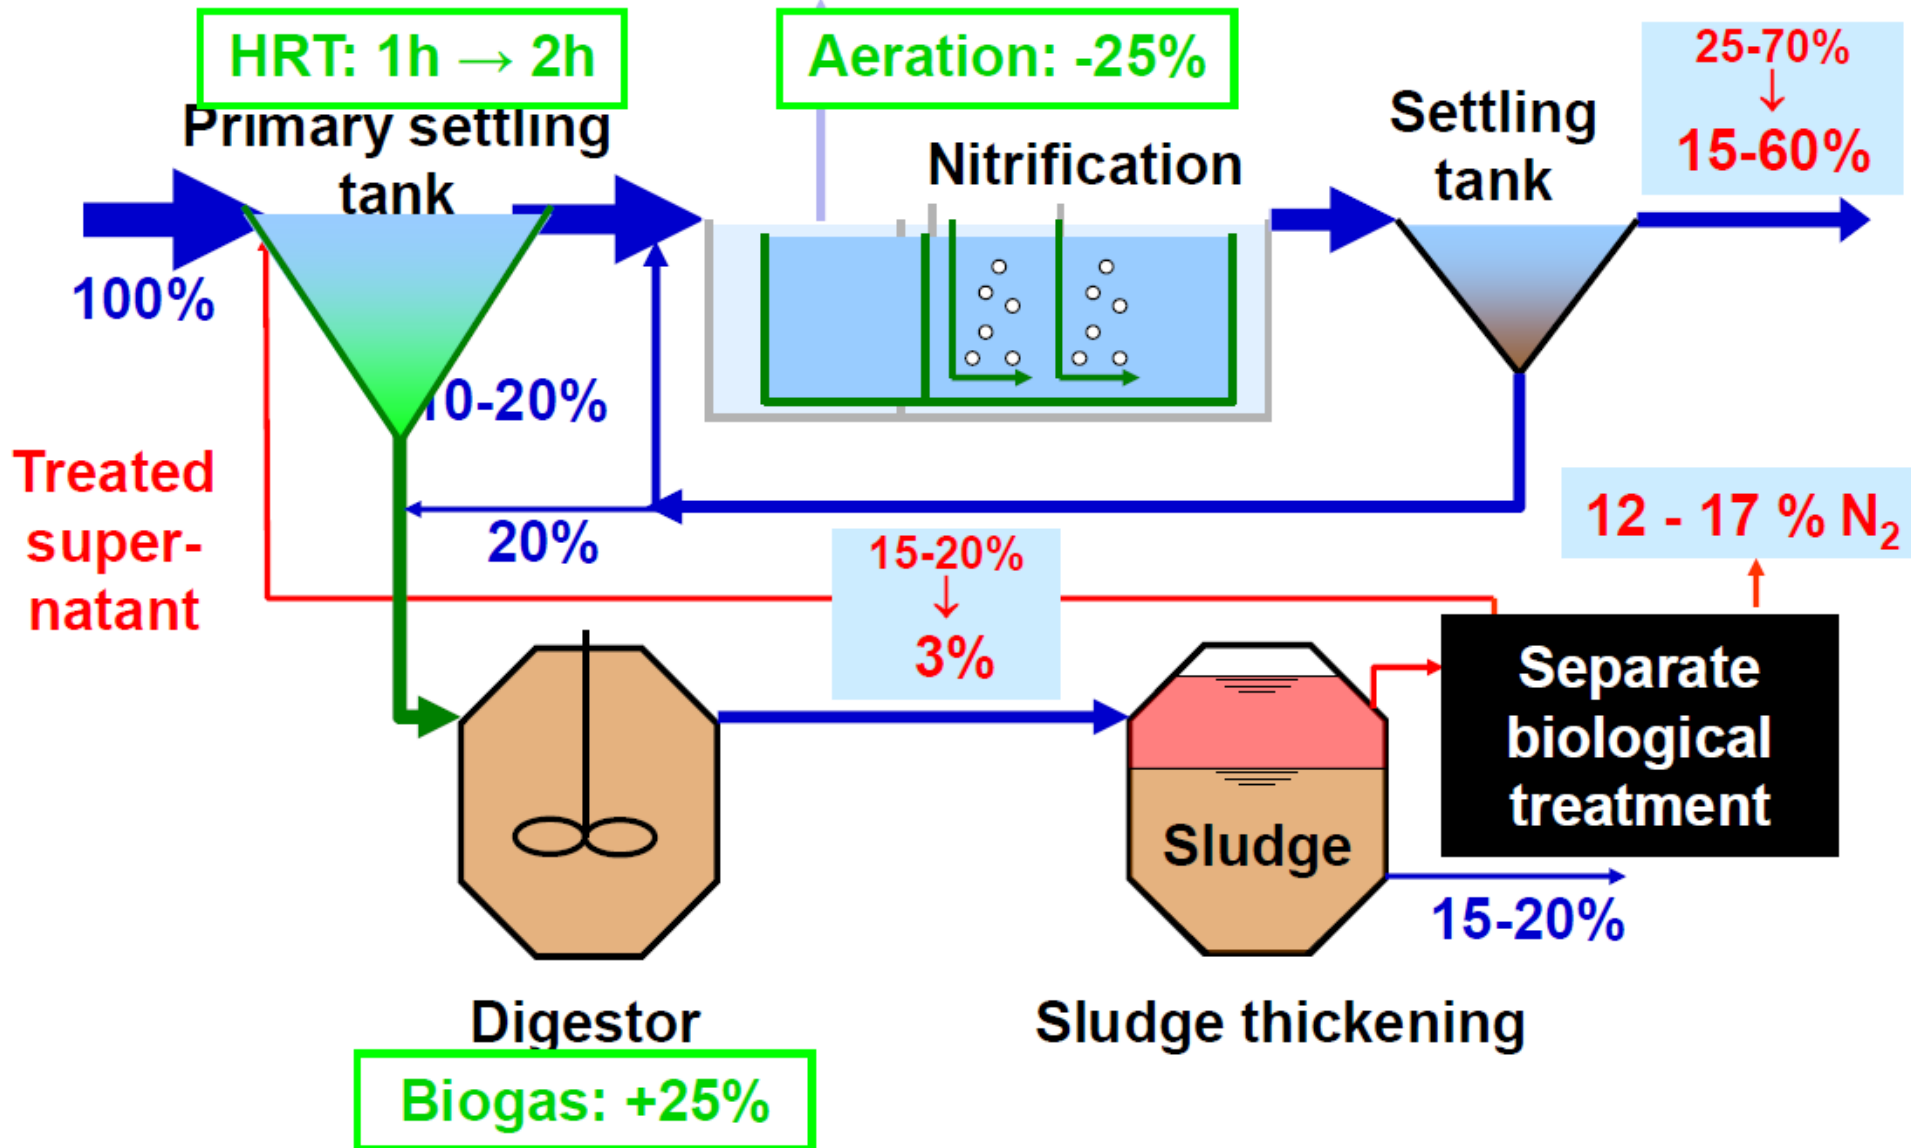 HRT: 1h → 2h
Aeration: -25%
25-70%
↓
15-60%
Primary settling
tank
Nitrification
Settling
tank
100%
10-20%
Treated
super-
natant
20%
15-20%
↓
3%
12 - 17 % N₂
Separate
biological
treatment
Sludge
15-20%
Digestor
Sludge thickening
Biogas: +25%